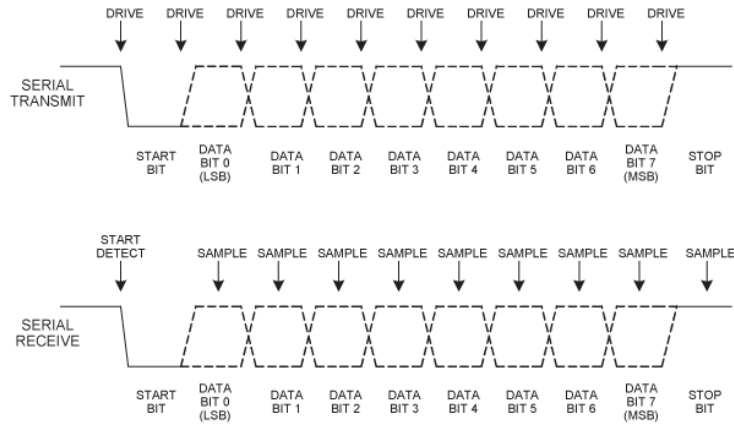 DRIVE DRIVE DRIVE DRIVE DRIVE DRIVE DRIVE DRIVE DRIVE DRIVE
SERIAL
TRANSMIT
START
BIT
DATA
BIT 0
(LSB)
DATA
BIT 1
DATA
BIT 2
DATA
BIT 3
DATA
BIT 4
DATA
BIT 5
DATA
BIT 6
DATA
BIT 7
(MSB)
STOP
BIT
START
DETECT
SAMPLE SAMPLE SAMPLE SAMPLE SAMPLE SAMPLE SAMPLE SAMPLE SAMPLE
SERIAL
RECEIVE
START
BIT
DATA
BIT 0
(LSB)
DATA
BIT 1
DATA
BIT 2
DATA
BIT 3
DATA
BIT 4
DATA
BIT 5
DATA
BIT 6
DATA
BIT 7
(MSB)
STOP
BIT